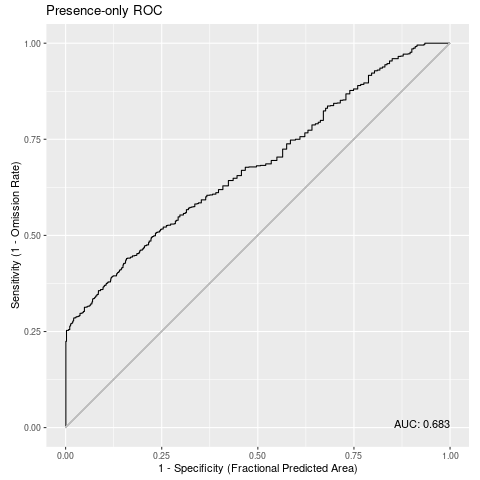 Presence-only ROC
Sensitivity (1 - Omission Rate)
1.00
0.75
0.50
0.25
0.00
AUC: 0.683
0.00 0.25 0.50 0.75 1.00
1 - Specificity (Fractional Predicted Area)